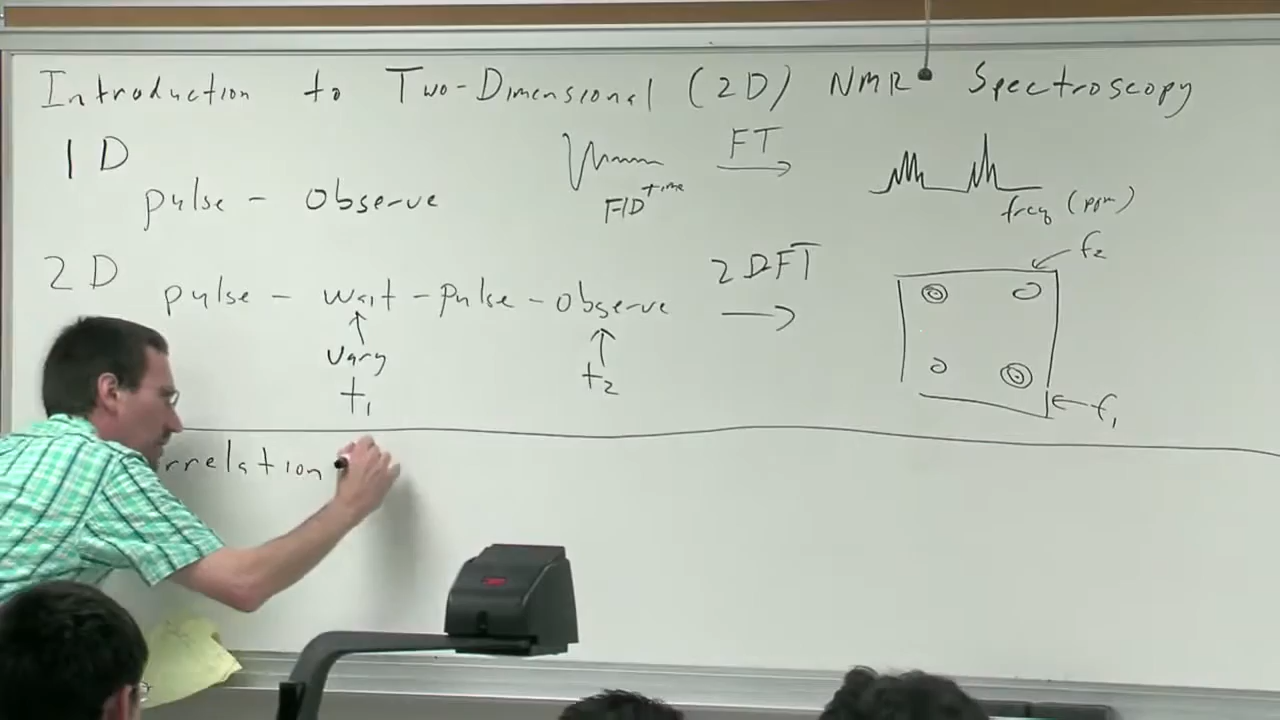 Introduction to Two-Dimensional (2D) NMR Spectroscopy
1D
pulse - observe
FID time
FT
freq (ppm)
2D
pulse - wait - pulse - observe
vary
t1
t2
2DFT
f2
f1
rrelation